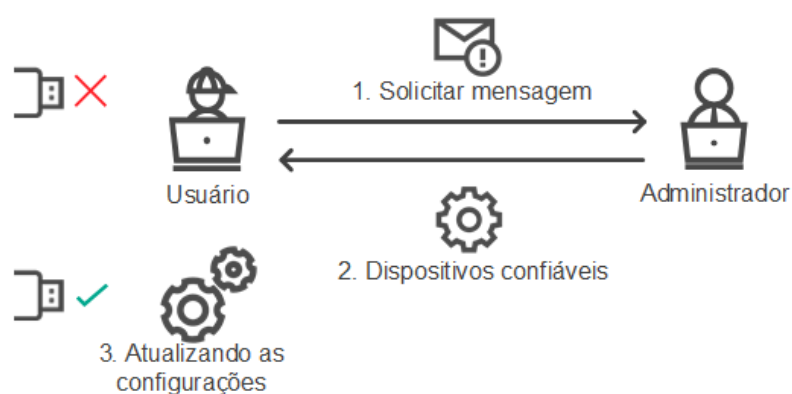 1. Solicitar mensagem
Usuário
Administrador
2. Dispositivos confiáveis
3. Atualizando as
configurações